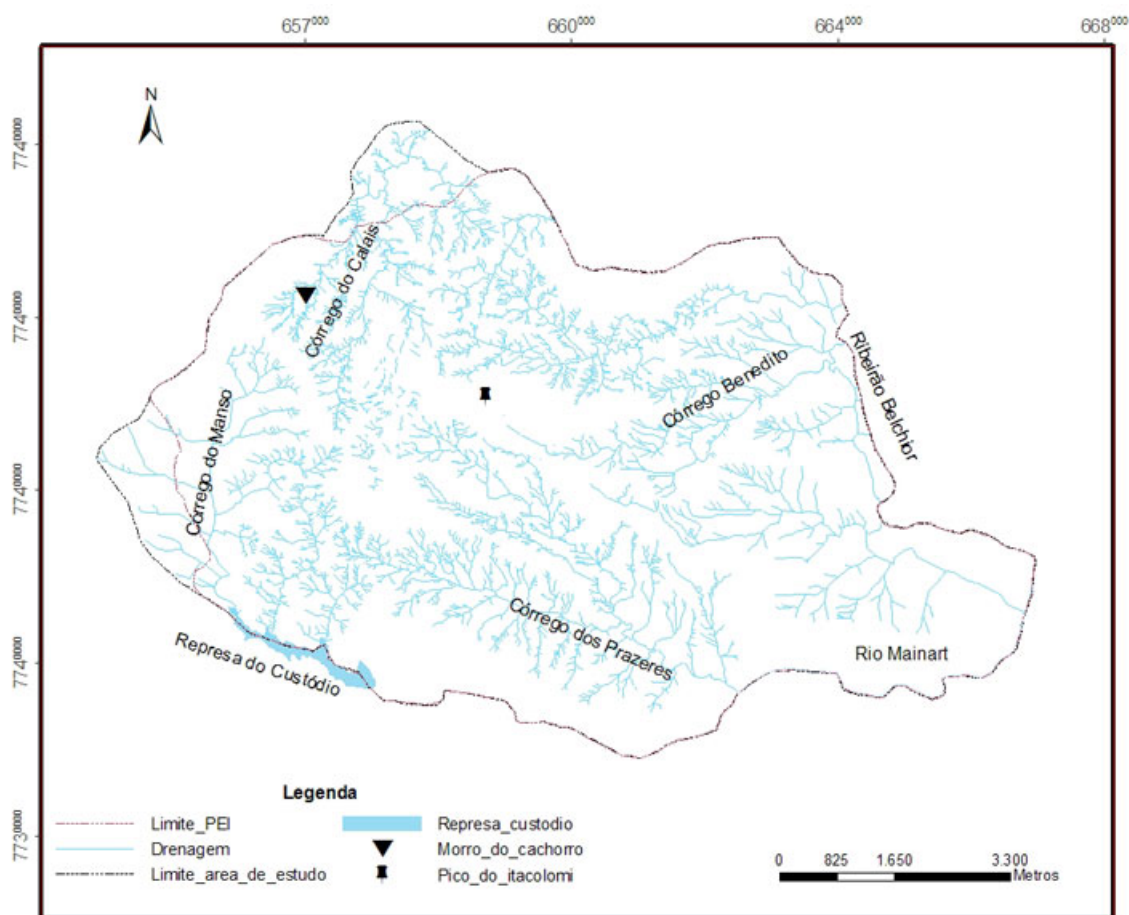 657000 660000 664000 668000
N
7740000
7740000
7740000
7740000
7730000
Córrego do Calais
Córrego do Manso
Córrego Benedito
Ribeirão Belchior
Córrego dos Prazeres
Represa do Custódio
Rio Mainart
Legenda
Limite_PEI
Drenagem
Limite_area_de_estudo
Represa_custodio
Morro_do_cachorro
Pico_do_itacolomi
0 825 1.650 3.300
Metros